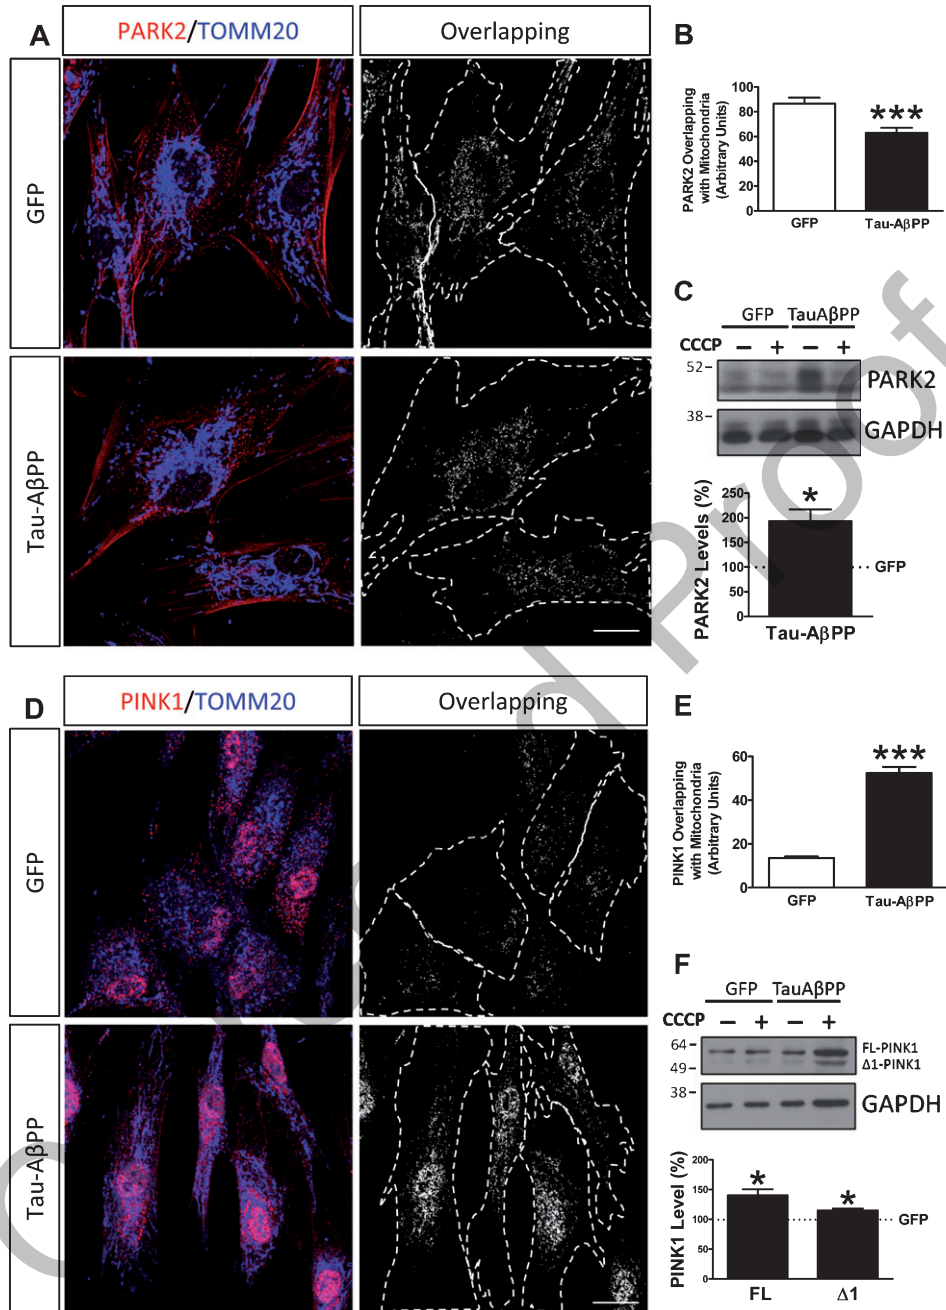 A
PARK2/TOMM20
Overlapping
GFP
Tau-AβPP
B
PARK2 Overlapping
with Mitochondria
(Arbitrary Units)
100
80
60
40
20
0
***
GFP
Tau-AβPP
C
GFP
TauAβPP
CCCP
− + − +
52
PARK2
38
GAPDH
PARK2 Levels (%)
250
200
150
100
50
0
*
GFP
Tau-AβPP
D
PINK1/TOMM20
Overlapping
GFP
Tau-AβPP
E
PINK1 Overlapping
with Mitochondria
(Arbitrary Units)
60
40
20
0
***
GFP
Tau-AβPP
F
GFP
TauAβPP
CCCP
− + − +
64
49
FL-PINK1
Δ1-PINK1
38
GAPDH
PINK1 Level (%)
200
150
100
50
0
*
*
GFP
FL
Δ1
d Proof